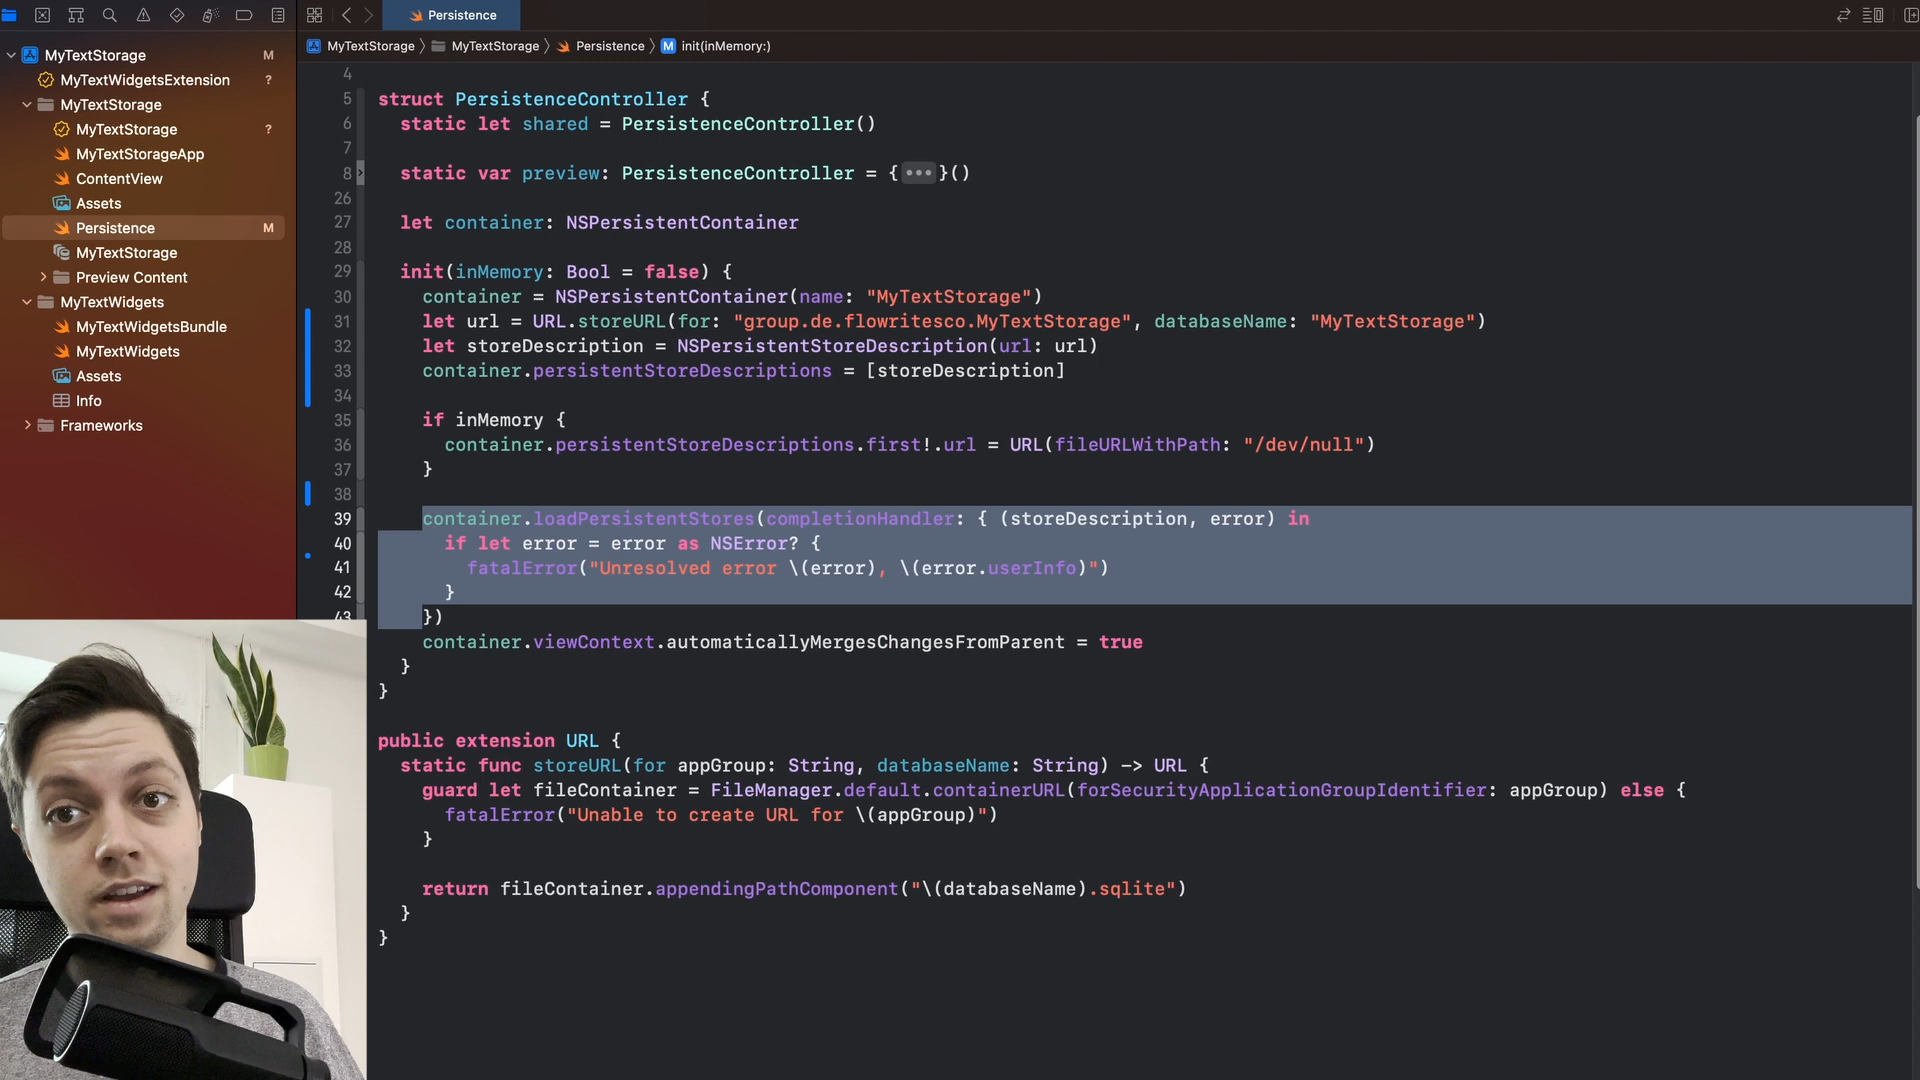 Persistence
MyTextStorage
MyTextStorage
Persistence
M
init(inMemory:)
MyTextStorage
M
MyTextWidgetsExtension
?
MyTextStorage
MyTextStorage
?
MyTextStorageApp
ContentView
Assets
Persistence
M
MyTextStorage
Preview Content
MyTextWidgets
MyTextWidgetsBundle
MyTextWidgets
Assets
Info
Frameworks
4
5 struct PersistenceController {
6 static let shared = PersistenceController()
7
8 static var preview: PersistenceController = {•••}()
26
27 let container: NSPersistentContainer
28
29 init(inMemory: Bool = false) {
30 container = NSPersistentContainer(name: "MyTextStorage")
31 let url = URL.storeURL(for: "group.de.flowritesco.MyTextStorage", databaseName: "MyTextStorage")
32 let storeDescription = NSPersistentStoreDescription(url: url)
33 container.persistentStoreDescriptions = [storeDescription]
34
35 if inMemory {
36 container.persistentStoreDescriptions.first!.url = URL(fileURLWithPath: "/dev/null")
37 }
38
39 container.loadPersistentStores(completionHandler: { (storeDescription, error) in
40 if let error = error as NSError? {
41 fatalError("Unresolved error \(error), \(error.userInfo)")
42 }
43 })
container.viewContext.automaticallyMergesChangesFromParent = true
}
}
public extension URL {
static func storeURL(for appGroup: String, databaseName: String) -> URL {
guard let fileContainer = FileManager.default.containerURL(forSecurityApplicationGroupIdentifier: appGroup) else {
fatalError("Unable to create URL for \(appGroup)")
}
return fileContainer.appendingPathComponent("\(databaseName).sqlite")
}
}